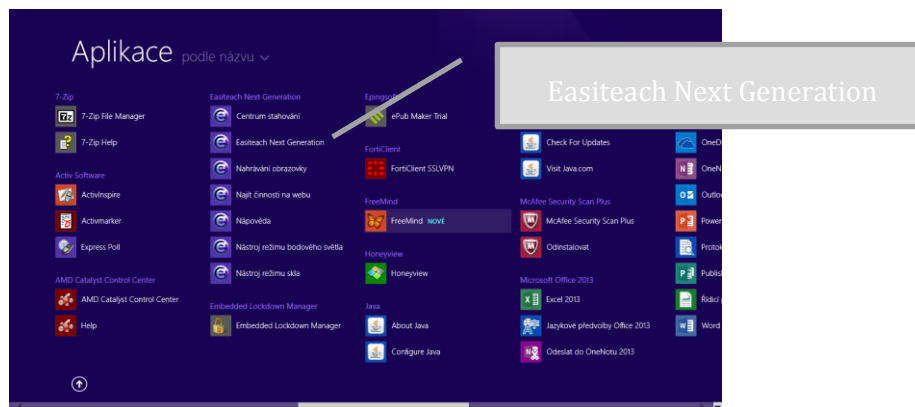 Aplikace podle názvu
7-Zip
7-Zip File Manager
7-Zip Help
Activ Software
ActivInspire
Activmarker
Express Poll
AMD Catalyst Control Center
AMD Catalyst Control Center
Help
Easiteach Next Generation
Centrum stahování
Easiteach Next Generation
Nahrávání obrazovky
Najít činnosti na webu
Nápověda
Nástroj režimu bodového světla
Nástroj režimu skla
Embedded Lockdown Manager
Embedded Lockdown Manager
ePub Maker Trial
FortiClient
FortiClient SSLVPN
FreeMind
FreeMind NOVÉ
Honeyview
Honeyview
Java
About Java
Configure Java
Check For Updates
Visit Java.com
McAfee Security Scan Plus
McAfee Security Scan Plus
Odinstalovat
Microsoft Office 2013
Excel 2013
Jazykové předvolby Office 2013
Odeslat do OneNotu 2013
Řídicí
Word
Easiteach Next Generation